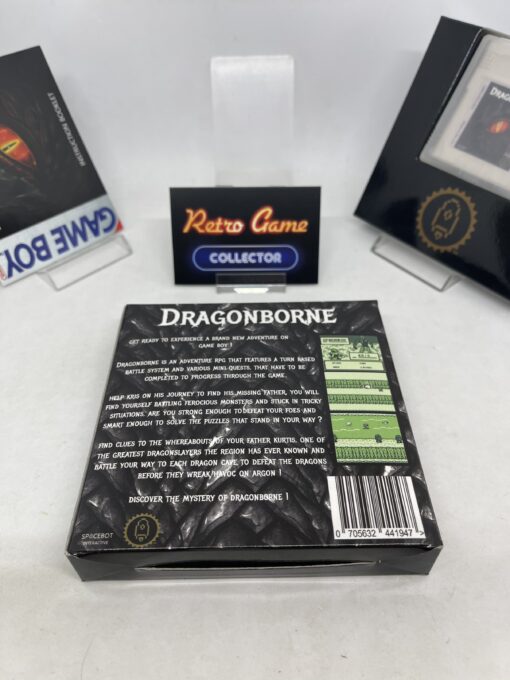 INSTRUCTION BOOKLET
GAME BOY
DRAGON
Retro Game
COLLECTOR
DRAGONBORNE
GET READY TO EXPERIENCE A BRAND NEW ADVENTURE ON
GAME BOY !
DRAGONBORNE IS AN ADVENTURE RPG THAT FEATURES A TURN BASED
BATTLE SYSTEM AND VARIOUS MINI-QUESTS, THAT HAVE TO BE
COMPLETED TO PROGRESS THROUGH THE GAME.
HELP KRIS ON HIS JOURNEY TO FIND HIS MISSING FATHER, YOU WILL
FIND YOURSELF BATTLING FEROCIOUS MONSTERS AND STUCK IN TRICKY
SITUATIONS. ARE YOU STRONG ENOUGH TO DEFEAT YOUR FOES AND
SMART ENOUGH TO SOLVE THE PUZZLES THAT STAND IN YOUR WAY ?
FIND CLUES TO THE WHEREABOUTS OF YOUR FATHER KURTIS, ONE OF
THE GREATEST DRAGONSLAYERS THE REGION HAS EVER KNOWN AND
BATTLE YOUR WAY TO EACH DRAGON CAVE TO DEFEAT THE DRAGONS
BEFORE THEY WREAK HAVOC ON ARGON !
DISCOVER THE MYSTERY OF DRAGONBORNE !
SPACEBOT
INTERACTIVE
0 705632 441947 >